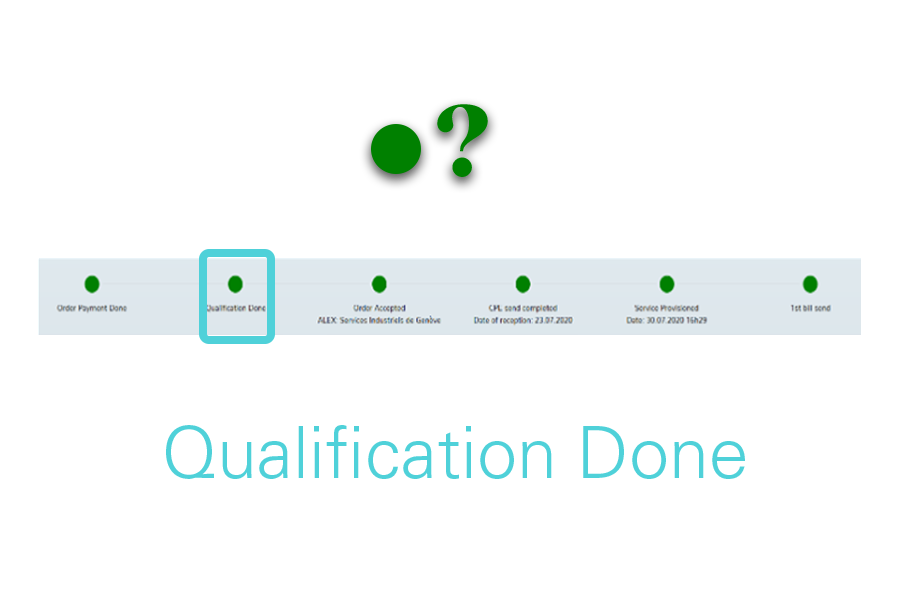 ?
Order Payment Done
Qualification Done
Order Accepted
ALEX: Services Industriels de Genève
CPE send completed
Date of reception: 23.07.2020
Service Provisioned
Date: 30.07.2020 16h29
1st bill send
Qualification Done